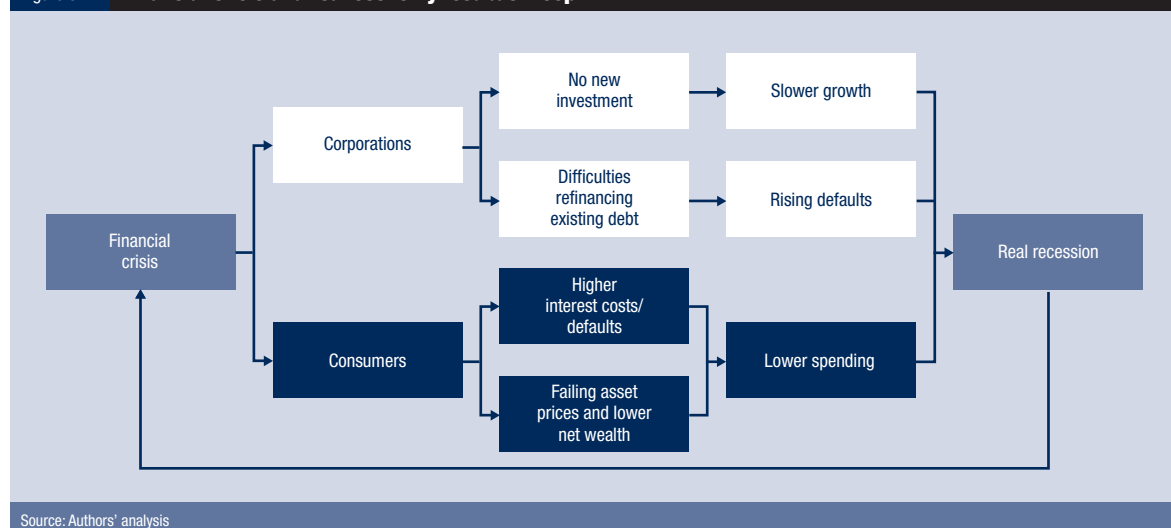 No new
investment
Slower growth
Corporations
Difficulties
refinancing
existing debt
Rising defaults
Financial
crisis
Real recession
Higher
interest costs/
defaults
Consumers
Lower spending
Failing asset
prices and lower
net wealth
Source: Authors' analysis